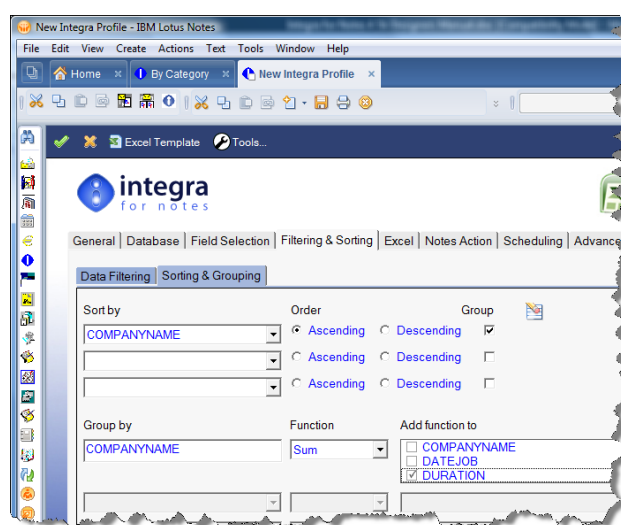 New Integra Profile - IBM Lotus Notes
File Edit View Create Actions Text Tools Window Help
Home By Category New Integra Profile
Excel Template Tools...
integra
for notes
General Database Field Selection Filtering & Sorting Excel Notes Action Scheduling Advance
Data Filtering Sorting & Grouping
Sort by Order Group
COMPANYNAME Ascending Descending
Ascending Descending
Ascending Descending
Group by Function Add function to
COMPANYNAME Sum COMPANYNAME
DATEJOB
DURATION